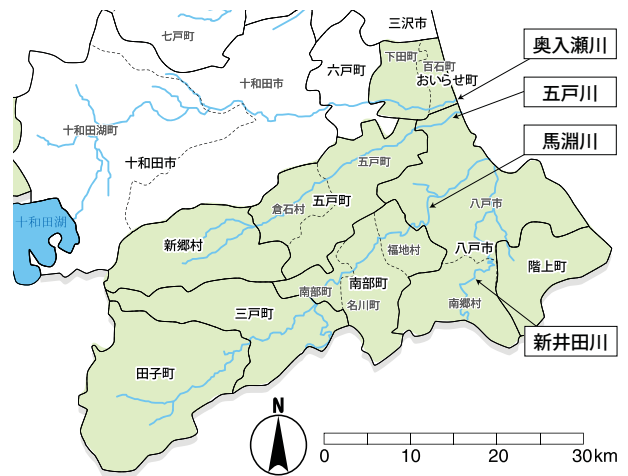 三沢市
七戸町
奥入瀬川
下田町
百石町
六戸町
十和田市
おいらせ町
五戸川
十和田湖町
馬淵川
十和田市
五戸町
五戸町
八戸市
倉石村
十和田湖
新郷村
福地村
八戸市
階上町
南部町
南部町
名川町
南郷村
三戸町
新井田川
田子町
N
0 10 20 30km